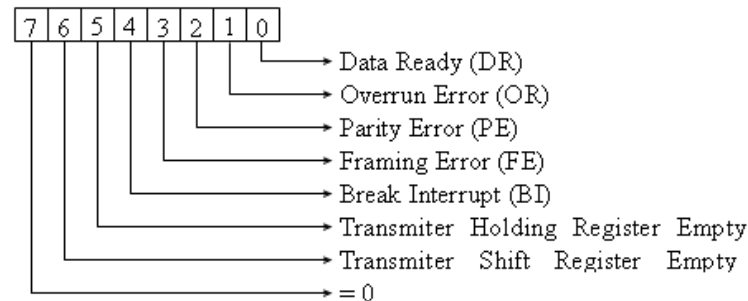 7 6 5 4 3 2 1 0
Data Ready (DR)
Overrun Error (OR)
Parity Error (PE)
Framing Error (FE)
Break Interrupt (BI)
Transmiter Holding Register Empty
Transmiter Shift Register Empty
= 0